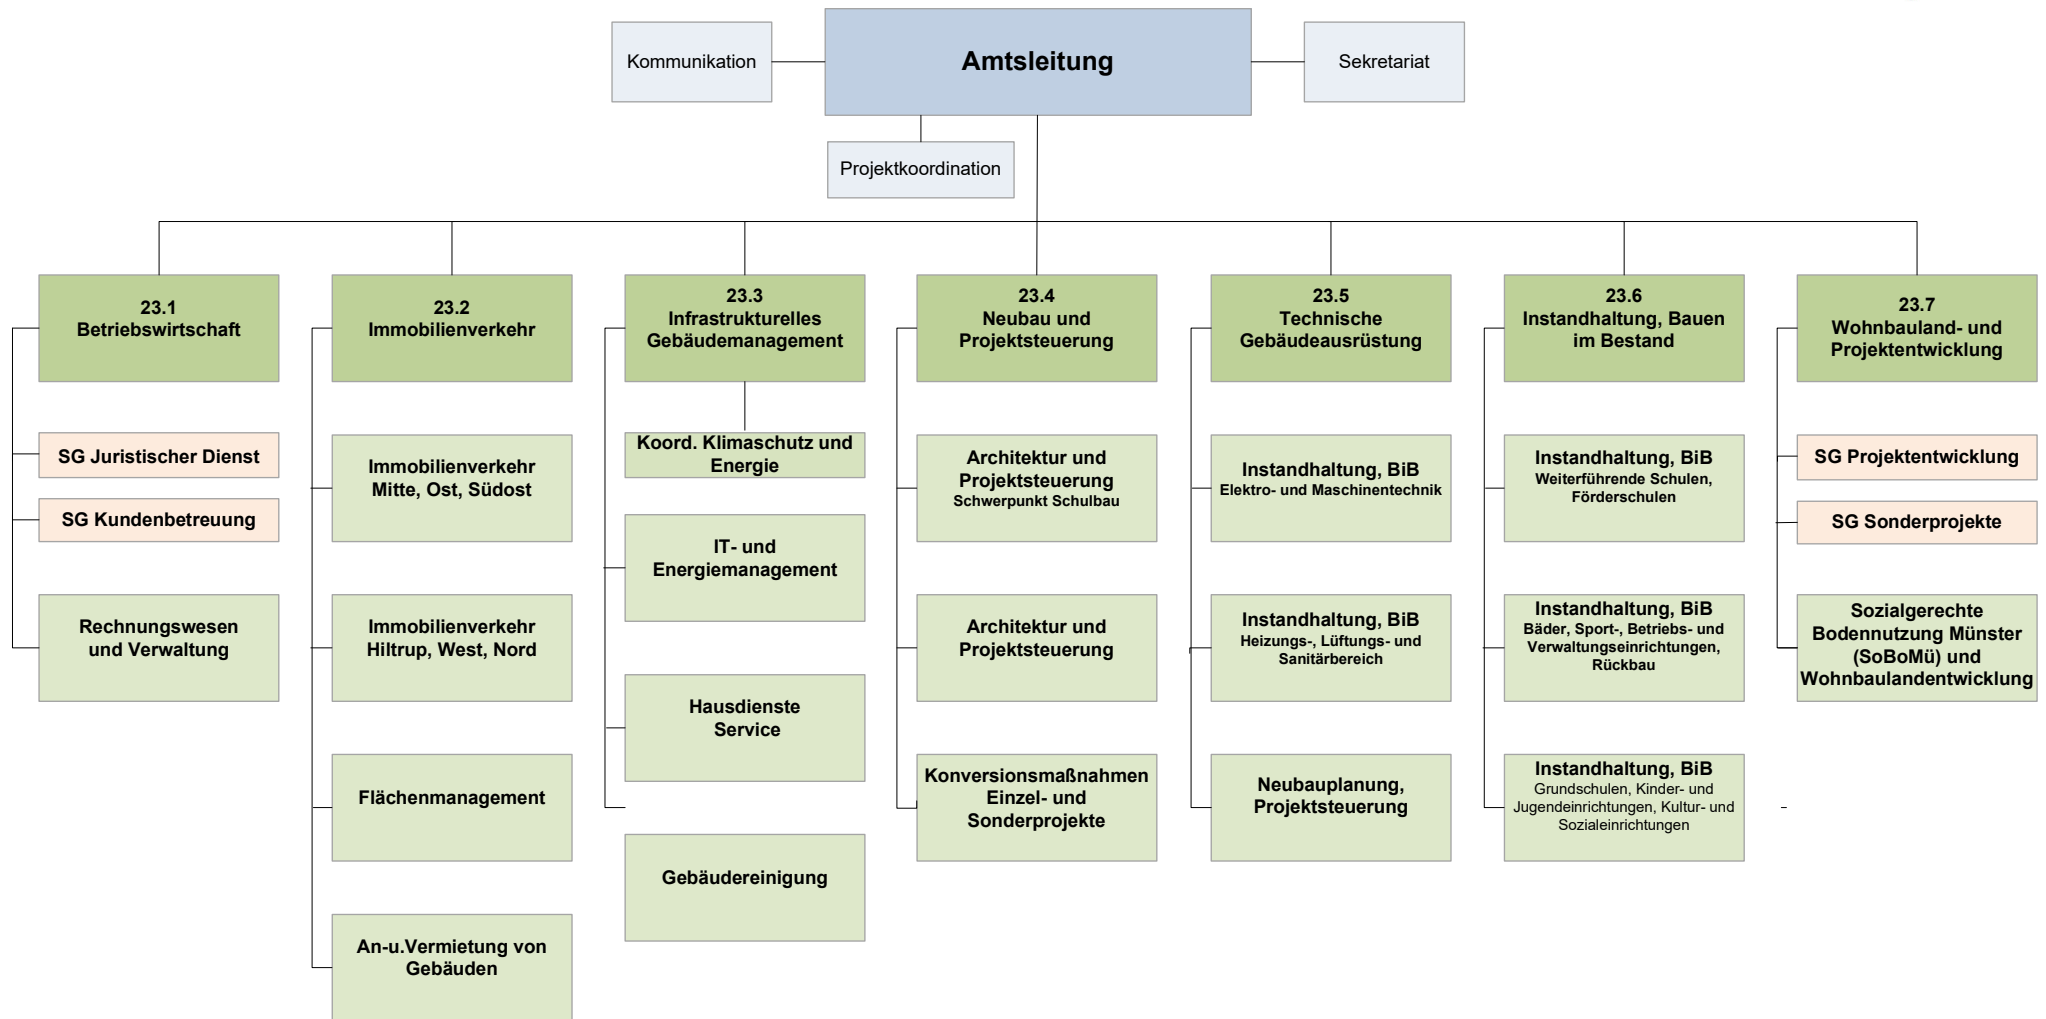 Kommunikation
Amtsleitung
Sekretariat
Projektkoordination
23.1
Betriebswirtschaft
SG Juristischer Dienst
SG Kundenbetreuung
Rechnungswesen
und Verwaltung
23.2
Immobilienverkehr
Immobilienverkehr
Mitte, Ost, Südost
Immobilienverkehr
Hiltrup, West, Nord
Flächenmanagement
An-u.Vermietung von
Gebäuden
23.3
Infrastrukturelles
Gebäudemanagement
Koord. Klimaschutz und
Energie
IT- und
Energiemanagement
Hausdienste
Service
Gebäudereinigung
23.4
Neubau und
Projektsteuerung
Architektur und
Projektsteuerung
Schwerpunkt Schulbau
Architektur und
Projektsteuerung
Konversionsmaßnahmen
Einzel- und
Sonderprojekte
23.5
Technische
Gebäudeausrüstung
Instandhaltung, BiB
Elektro- und Maschinentechnik
Instandhaltung, BiB
Heizungs-, Lüftungs- und
Sanitärbereich
Neubauplanung,
Projektsteuerung
23.6
Instandhaltung, Bauen
im Bestand
Instandhaltung, BiB
Weiterführende Schulen,
Förderschulen
Instandhaltung, BiB
Bäder, Sport-, Betriebs- und
Verwaltungseinrichtungen,
Rückbau
Instandhaltung, BiB
Grundschulen, Kinder- und
Jugendeinrichtungen, Kultur- und
Sozialeinrichtungen
23.7
Wohnbauland- und
Projektentwicklung
SG Projektentwicklung
SG Sonderprojekte
Sozialgerechte
Bodennutzung Münster
(SoBoMü) und
Wohnbaulandentwicklung